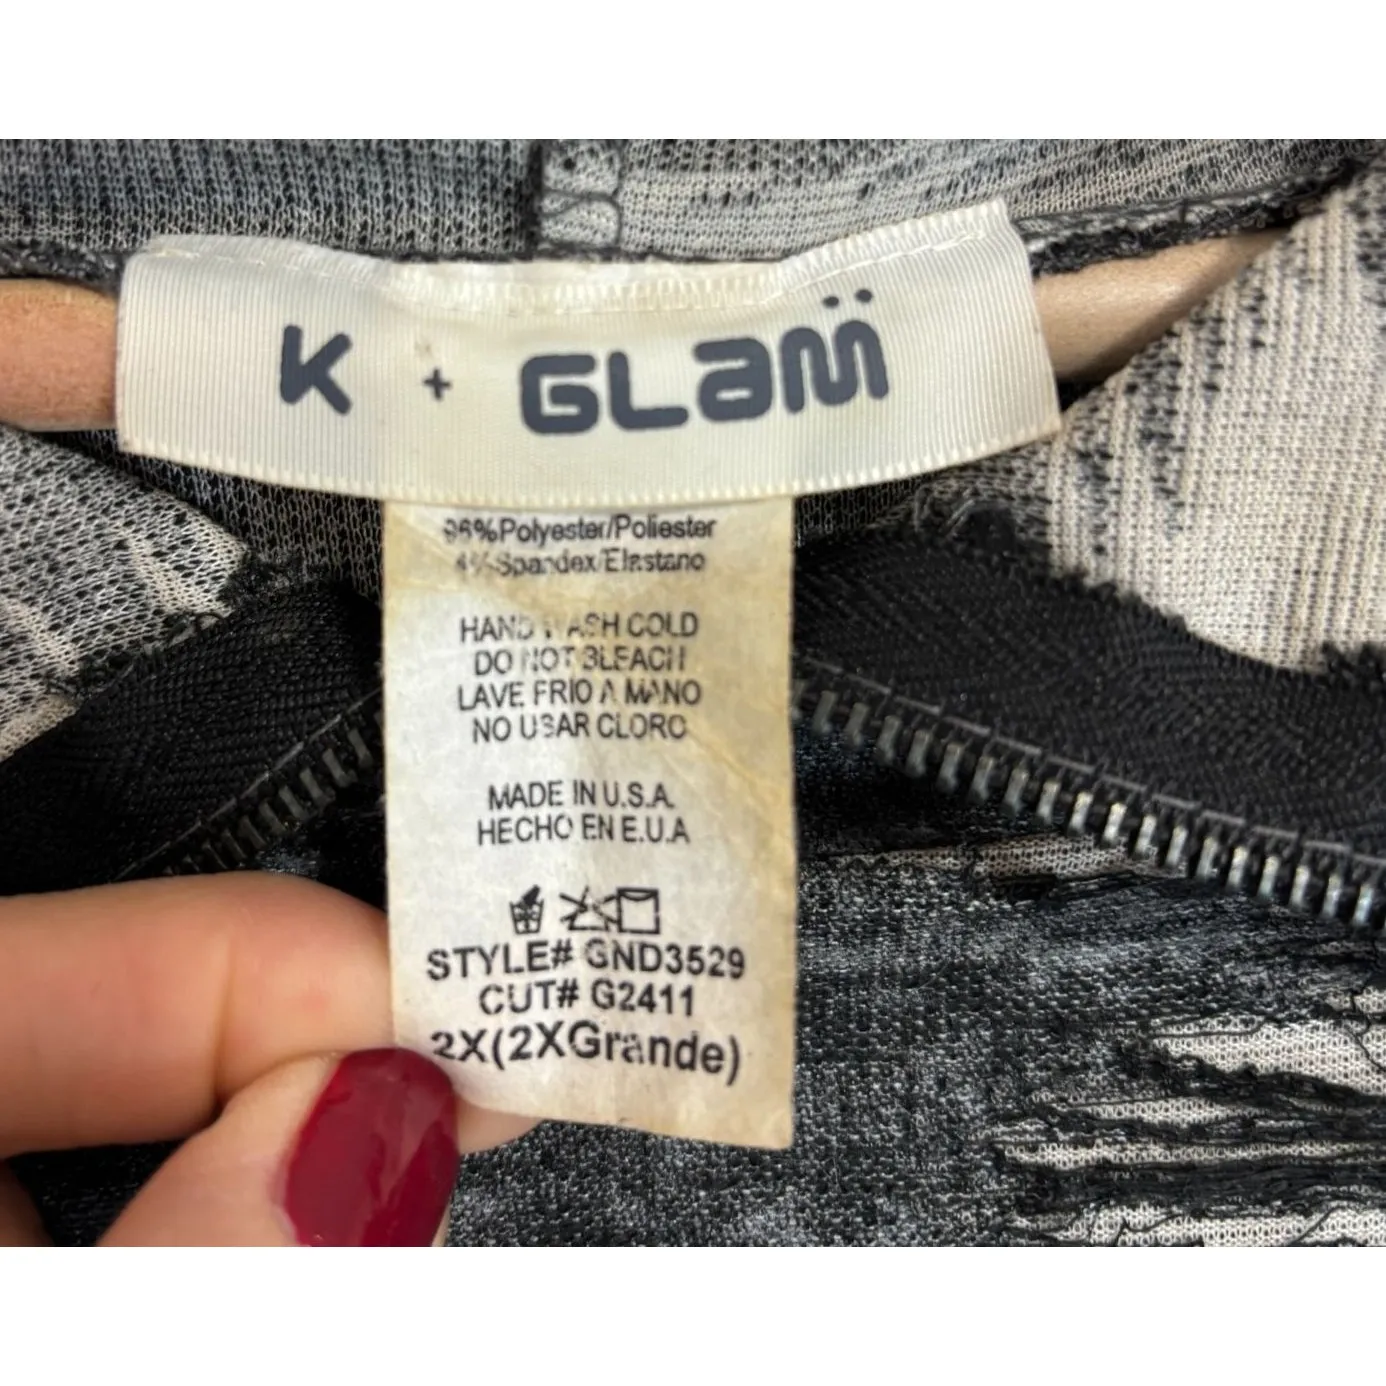 K + GLam̈
96%Polyester/Poliester
4%Spandex/Elastano
HAND WASH COLD
DO NOT BLEACH
LAVE FRIO A MANO
NO USAR CLORO
MADE IN U.S.A.
HECHO EN E.U.A
STYLE# GND3529
CUT# G2411
2X(2XGrande)